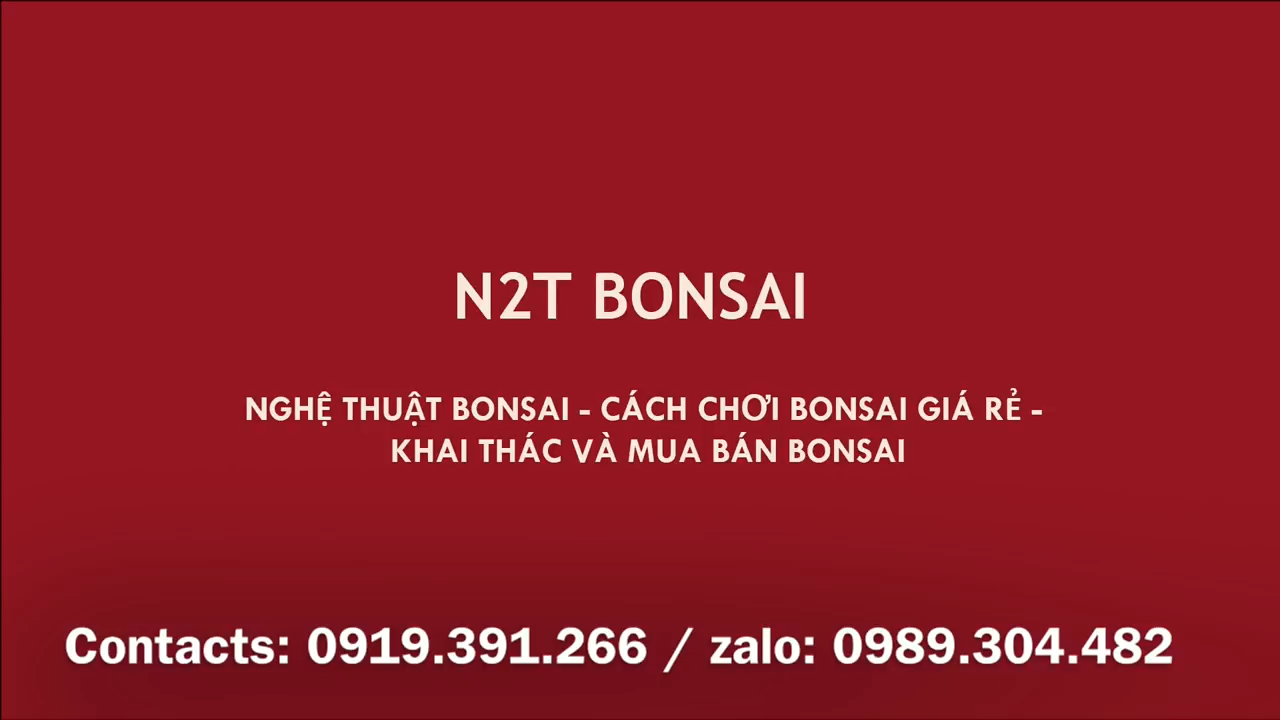 N2T BONSAI
NGHỆ THUẬT BONSAI - CÁCH CHƠI BONSAI GIÁ RẺ -
KHAI THÁC VÀ MUA BÁN BONSAI
Contacts: 0919.391.266 / zalo: 0989.304.482